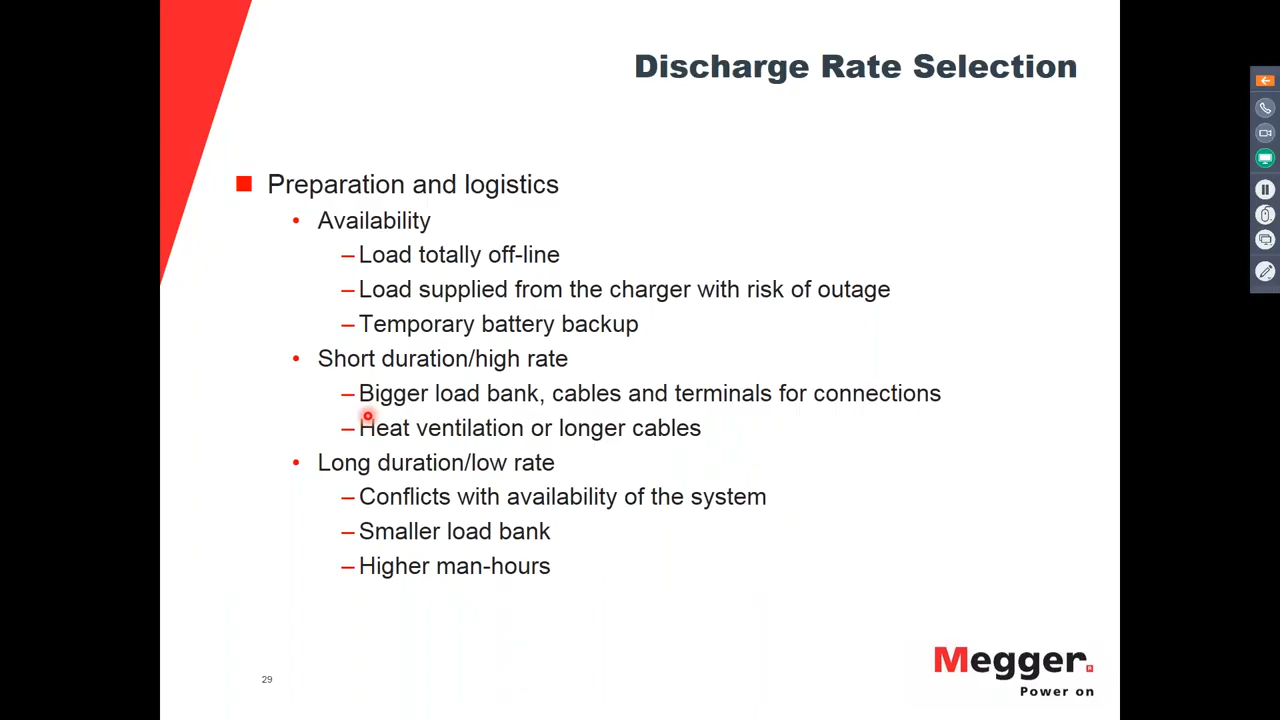 Discharge Rate Selection
Preparation and logistics
Availability
–Load totally off-line
–Load supplied from the charger with risk of outage
–Temporary battery backup
Short duration/high rate
–Bigger load bank, cables and terminals for connections
–Heat ventilation or longer cables
Long duration/low rate
–Conflicts with availability of the system
–Smaller load bank
–Higher man-hours
Megger.
Power on
29